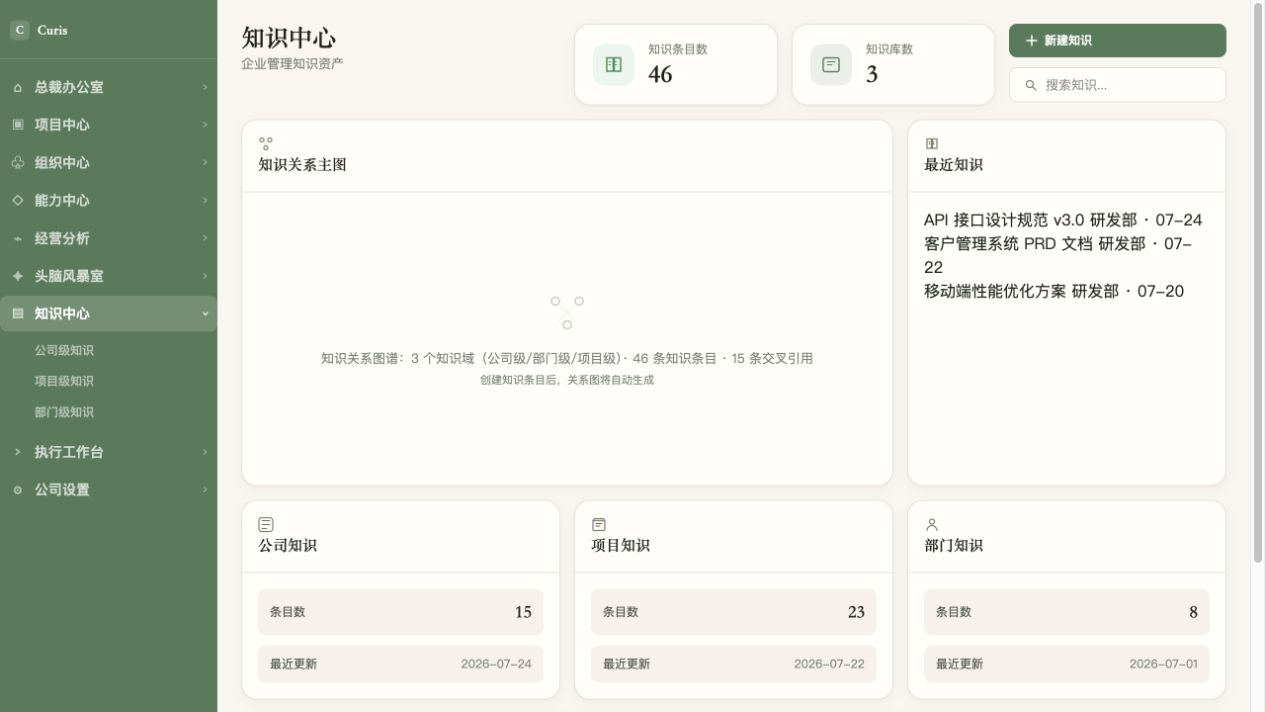 C Curis
总裁办公室
项目中心
组织中心
能力中心
经营分析
头脑风暴室
知识中心
公司级知识
项目级知识
部门级知识
执行工作台
公司设置
知识中心
企业管理知识资产
知识条目数
46
知识库数
3
新建知识
搜索知识...
知识关系主图
知识关系图谱：3 个知识域（公司级/部门级/项目级）· 46 条知识条目 · 15 条交叉引用
创建知识条目后，关系图将自动生成
最近知识
API 接口设计规范 v3.0 研发部 · 07-24
客户管理系统 PRD 文档 研发部 · 07-
22
移动端性能优化方案 研发部 · 07-20
公司知识
条目数 15
最近更新 2026-07-24
项目知识
条目数 23
最近更新 2026-07-22
部门知识
条目数 8
最近更新 2026-07-01